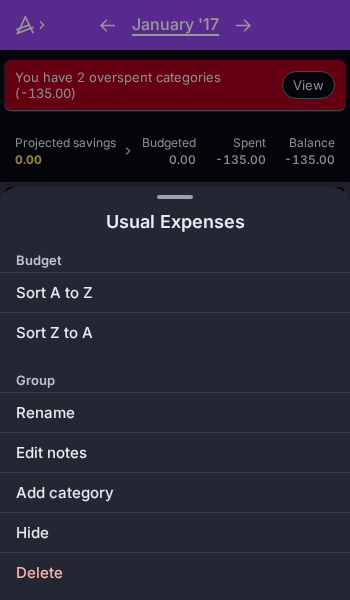 January '17
You have 2 overspent categories
(-135.00)
View
Projected savings
0.00
Budgeted
0.00
Spent
-135.00
Balance
-135.00
Usual Expenses
Budget
Sort A to Z
Sort Z to A
Group
Rename
Edit notes
Add category
Hide
Delete